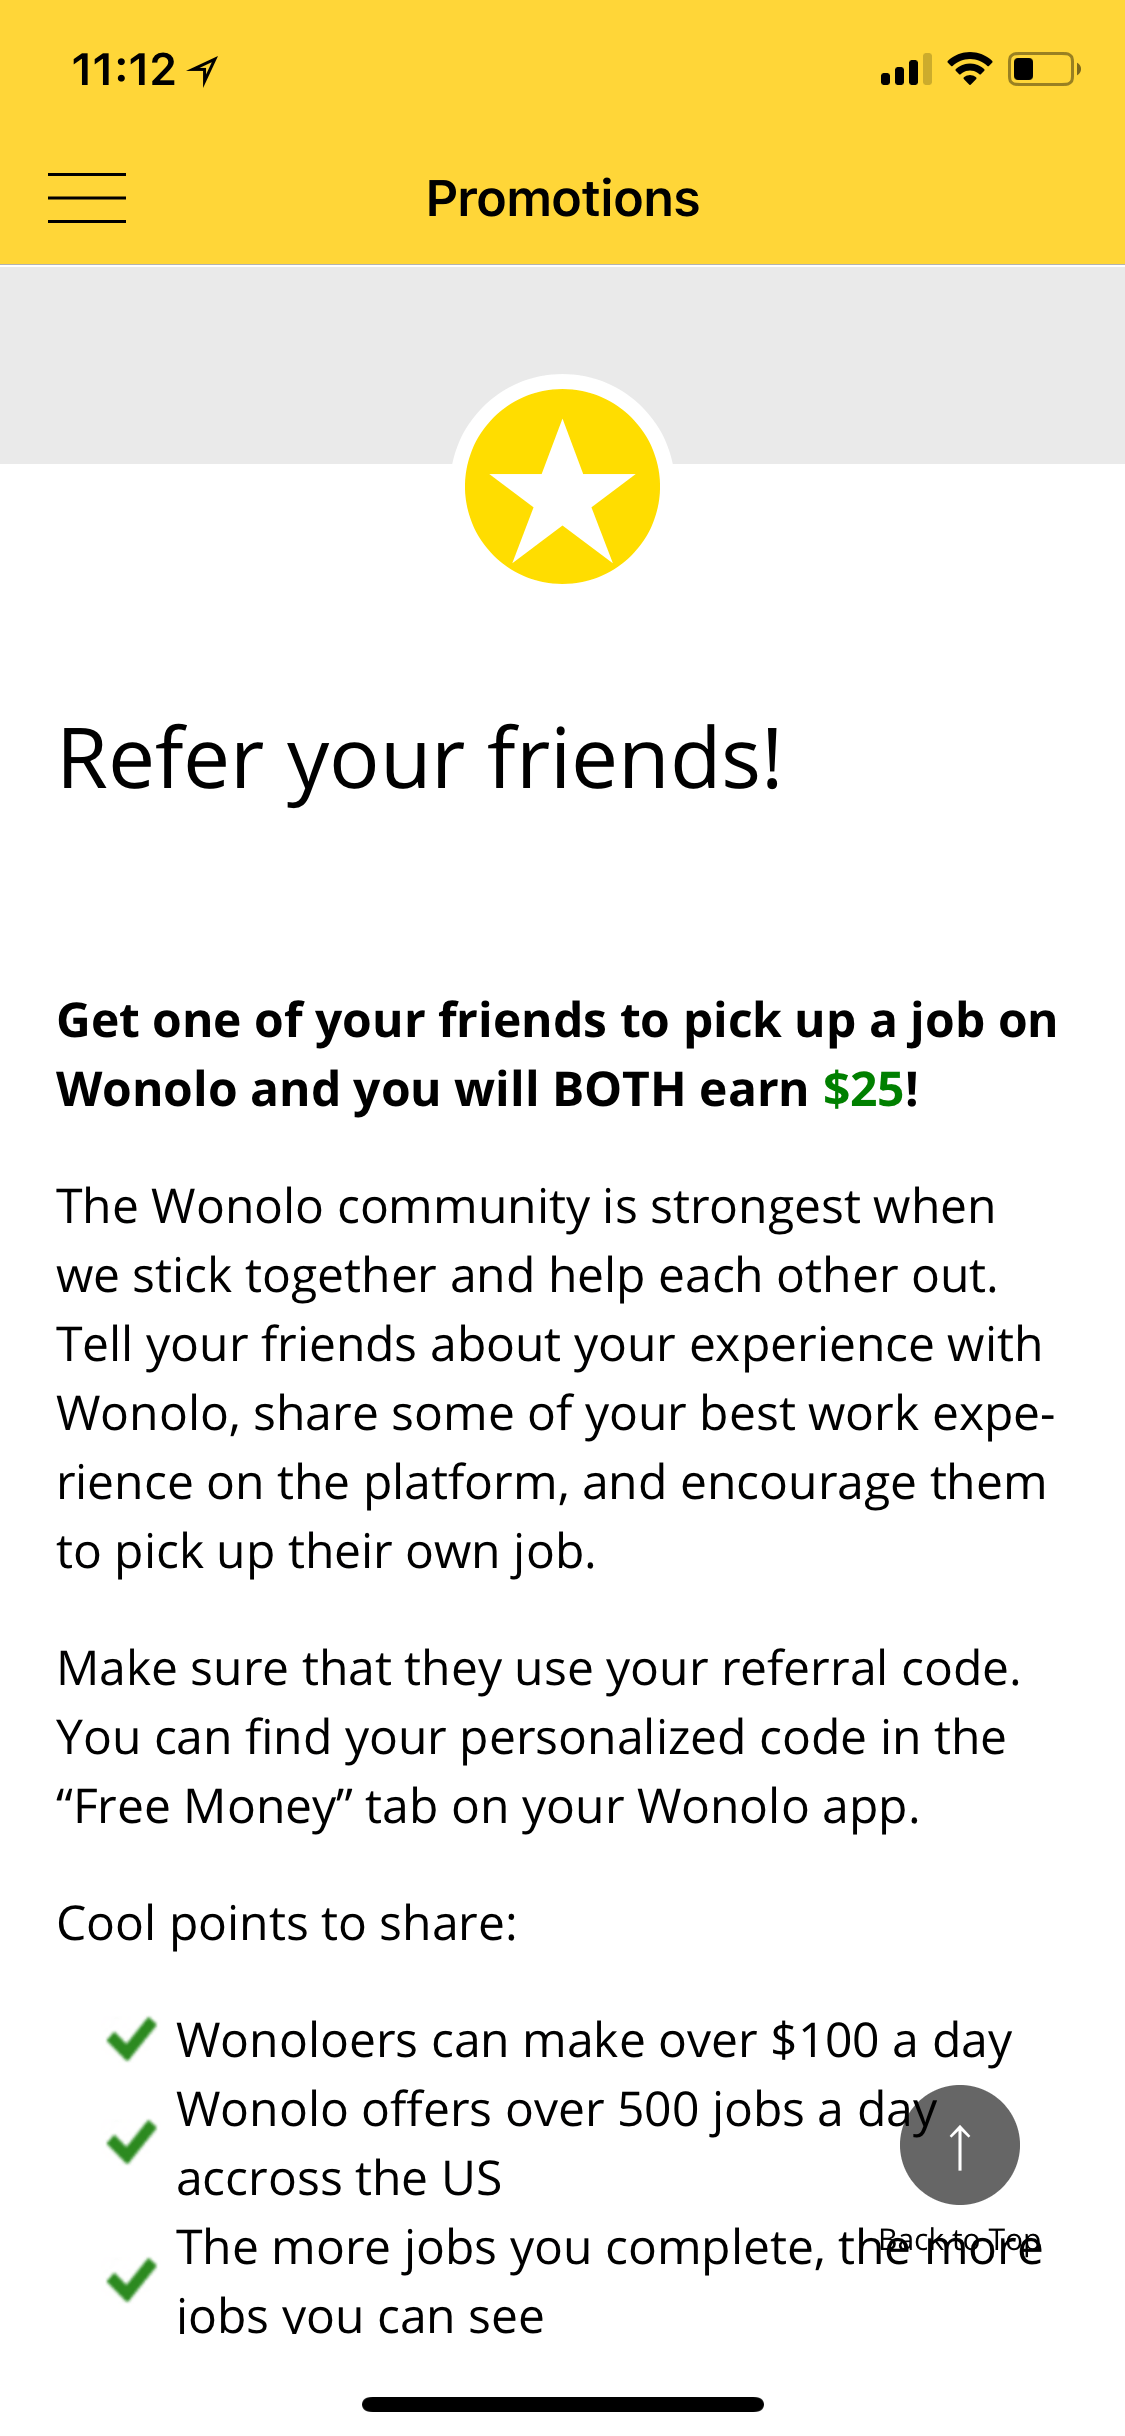 11:12
Promotions
Refer your friends!
Get one of your friends to pick up a job on
Wonolo and you will BOTH earn $25!
The Wonolo community is strongest when
we stick together and help each other out.
Tell your friends about your experience with
Wonolo, share some of your best work expe-
rience on the platform, and encourage them
to pick up their own job.
Make sure that they use your referral code.
You can find your personalized code in the
“Free Money” tab on your Wonolo app.
Cool points to share:
Wonoloers can make over $100 a day
Wonolo offers over 500 jobs a day
accross the US
The more jobs you complete, the more
jobs you can see
Back to Top